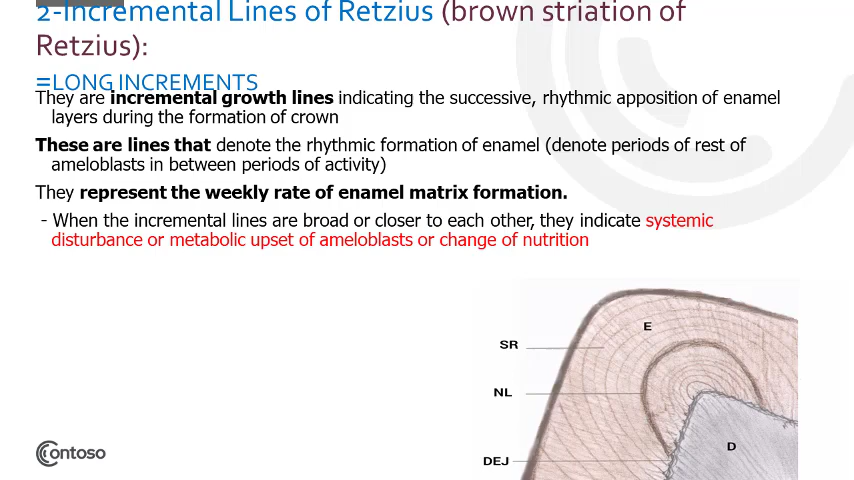 2-Incremental Lines of Retzius (brown striation of
Retzius):
=LONG INCREMENTS
They are incremental growth lines indicating the successive, rhythmic apposition of enamel
layers during the formation of crown
These are lines that denote the rhythmic formation of enamel (denote periods of rest of
ameloblasts in between periods of activity)
They represent the weekly rate of enamel matrix formation.
- When the incremental lines are broad or closer to each other, they indicate systemic
disturbance or metabolic upset of ameloblasts or change of nutrition
E
SR
NL
D
DEJ
Contoso